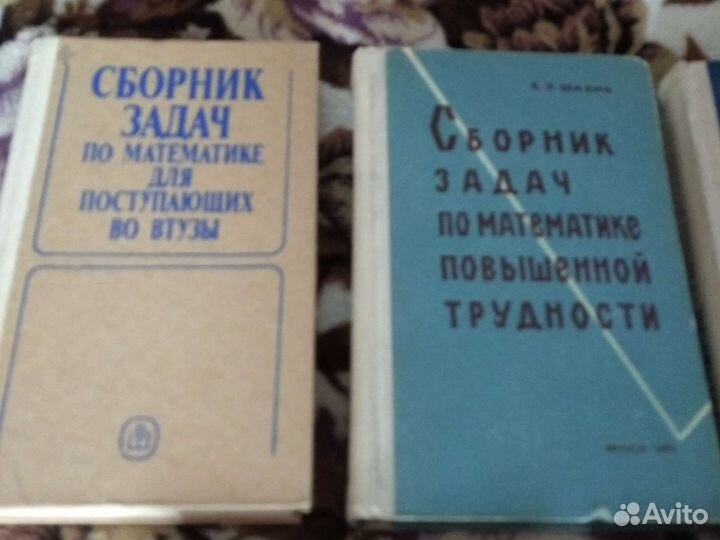 СБОРНИК
ЗАДАЧ
ПО МАТЕМАТИКЕ
ДЛЯ
ПОСТУПАЮЩИХ
ВО ВТУЗЫ
СБОРНИК
ЗАДАЧ
ПО МАТЕМАТИКЕ
ПОВЫШЕННОЙ
ТРУДНОСТИ
Avito